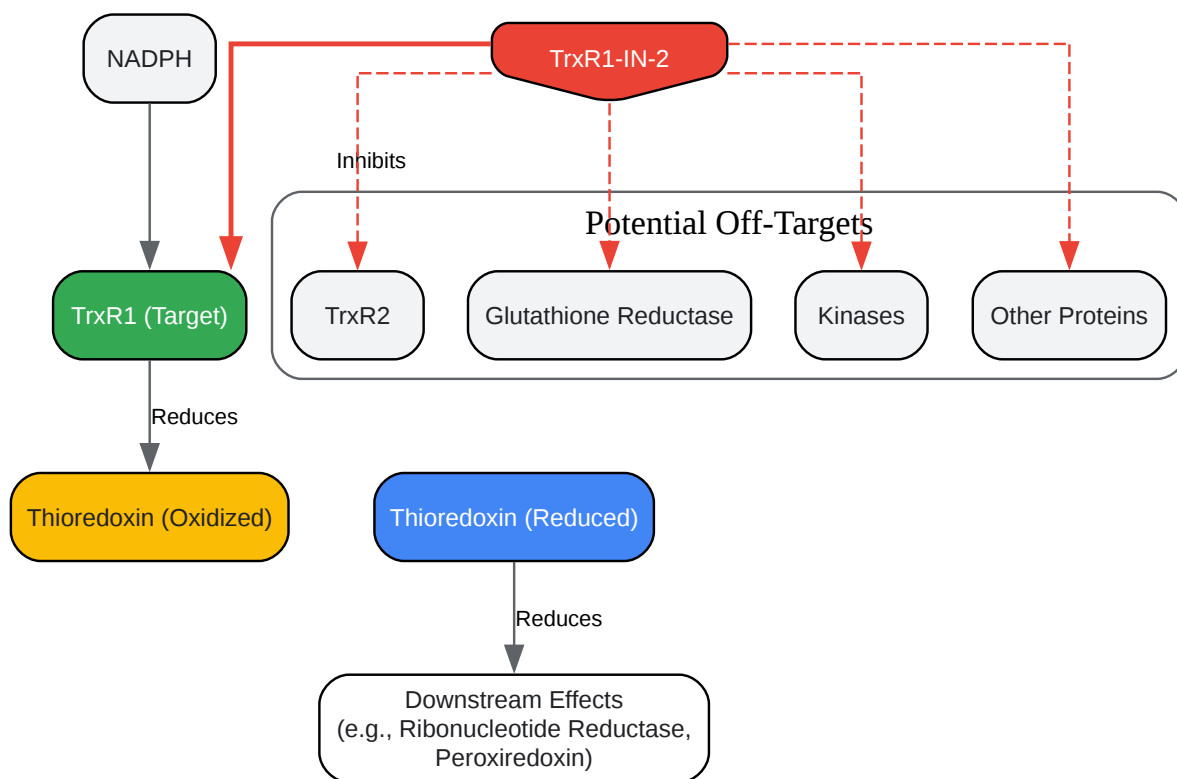 NADPH
TrxR1-IN-2
Inhibits
Potential Off-Targets
TrxR1 (Target)
TrxR2
Glutathione Reductase
Kinases
Other Proteins
Reduces
Thioredoxin (Oxidized)
Thioredoxin (Reduced)
Reduces
Downstream Effects
(e.g., Ribonucleotide Reductase,
Peroxiredoxin)